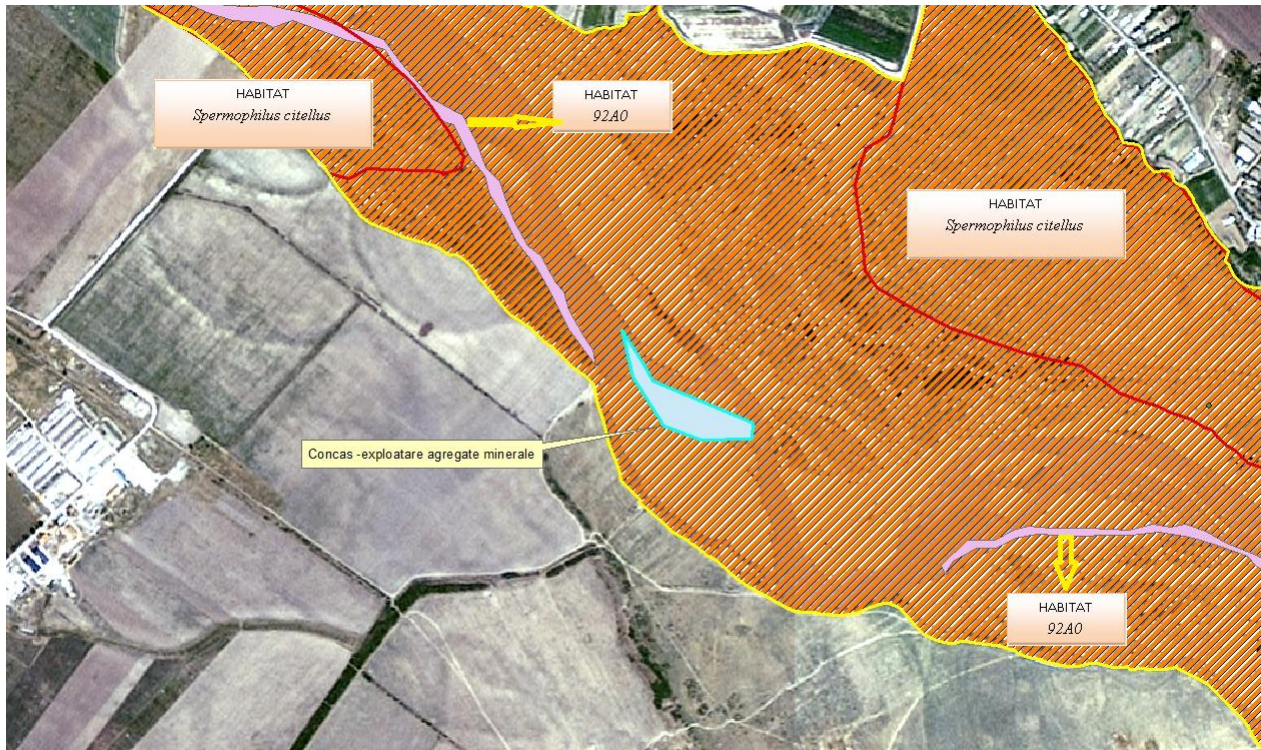 HABITAT
Spermophilus citellus
HABITAT
92A0
HABITAT
Spermophilus citellus
Concas -exploatare agregate minerale
HABITAT
92A0